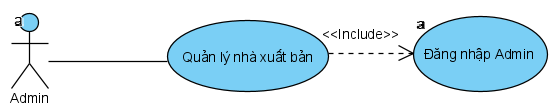 a
a
<<Include>>
Quản lý nhà xuất bản
Đăng nhập Admin
Admin